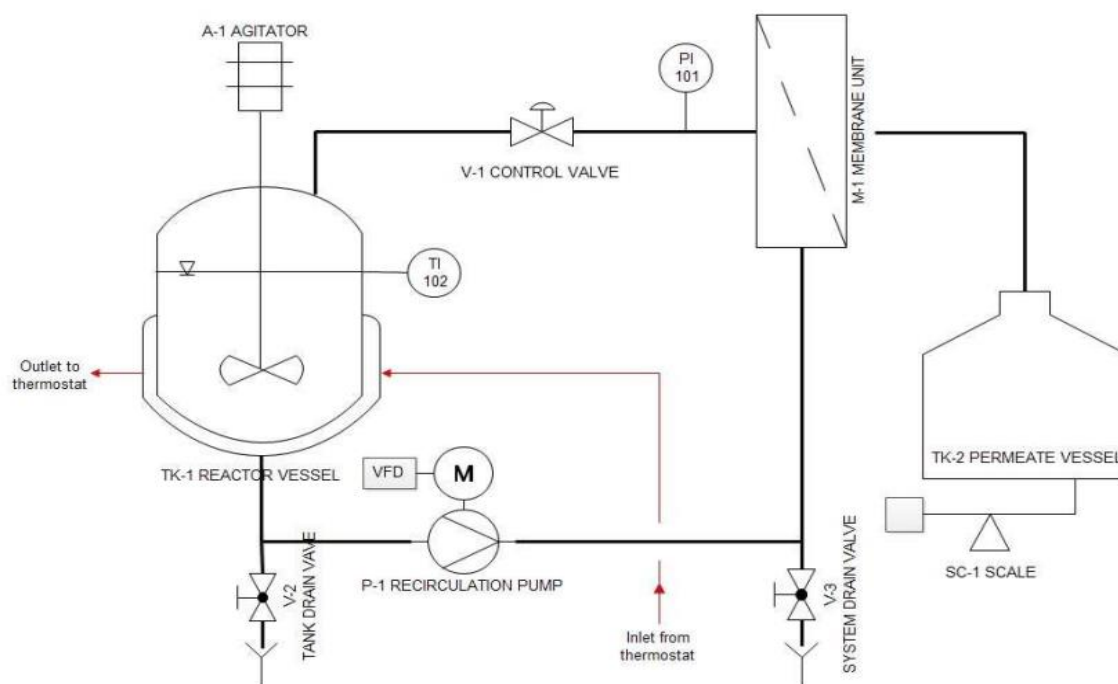 A-1 AGITATOR
PI
101
V-1 CONTROL VALVE
M-1 MEMBRANE UNIT
TI
102
Outlet to
thermostat
TK-1 REACTOR VESSEL
VFD
M
TK-2 PERMEATE VESSEL
P-1 RECIRCULATION PUMP
V-2
TANK DRAIN VAVE
Inlet from
thermostat
V-3
SYSTEM DRAIN VALVE
SC-1 SCALE